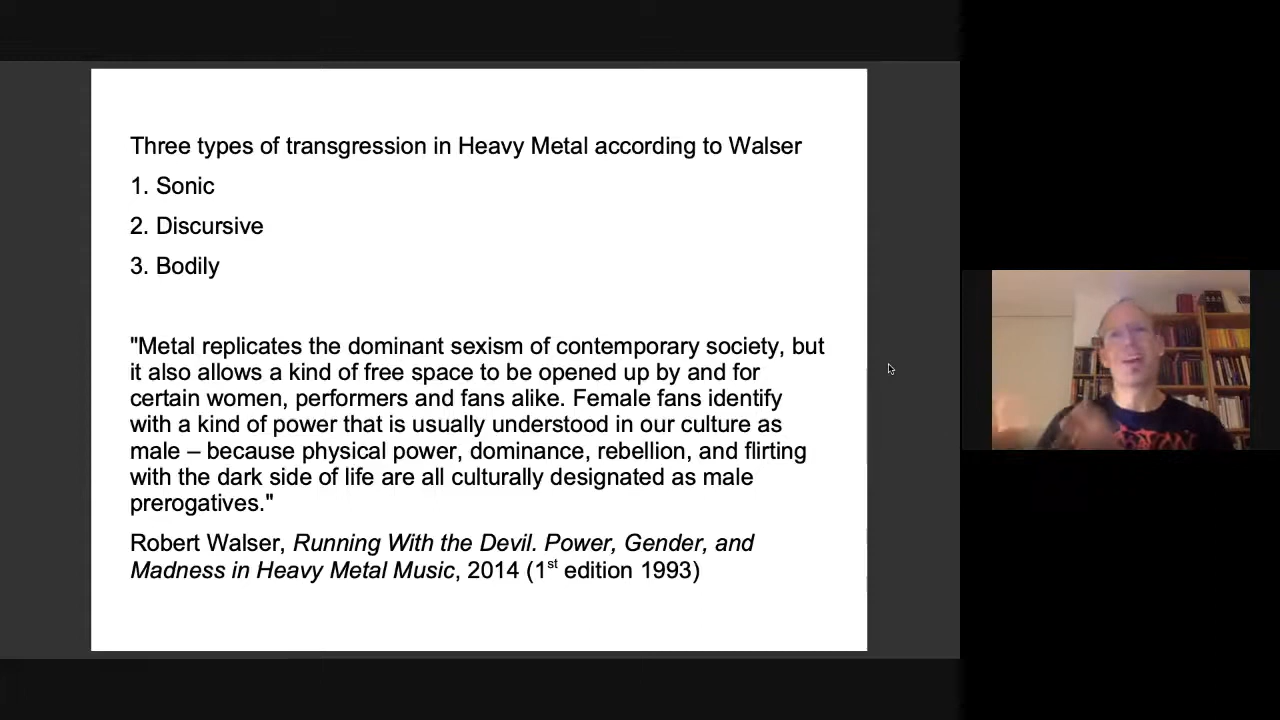 Three types of transgression in Heavy Metal according to Walser
1. Sonic
2. Discursive
3. Bodily
"Metal replicates the dominant sexism of contemporary society, but
it also allows a kind of free space to be opened up by and for
certain women, performers and fans alike. Female fans identify
with a kind of power that is usually understood in our culture as
male – because physical power, dominance, rebellion, and flirting
with the dark side of life are all culturally designated as male
prerogatives."
Robert Walser, Running With the Devil. Power, Gender, and
Madness in Heavy Metal Music, 2014 (1st edition 1993)